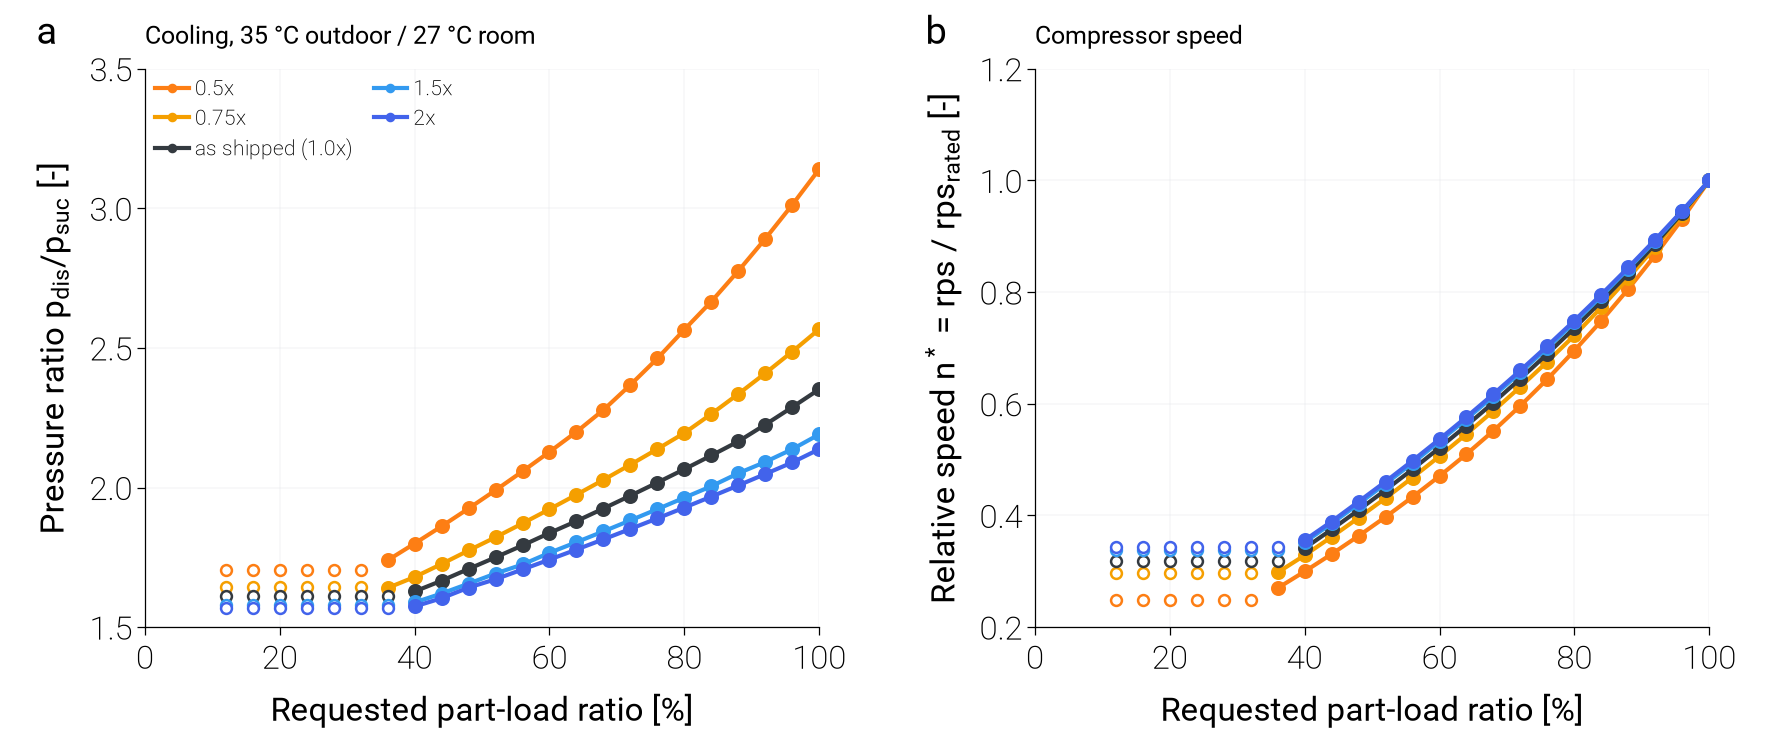 a
Cooling, 35 °C outdoor / 27 °C room
3.5
3.0
2.5
2.0
1.5
Pressure ratio p_dis/p_suc [-]
0.5x
0.75x
as shipped (1.0x)
1.5x
2x
0 20 40 60 80 100
Requested part-load ratio [%]
b
Compressor speed
1.2
1.0
0.8
0.6
0.4
0.2
Relative speed n* = rps / rps_rated [-]
0 20 40 60 80 100
Requested part-load ratio [%]